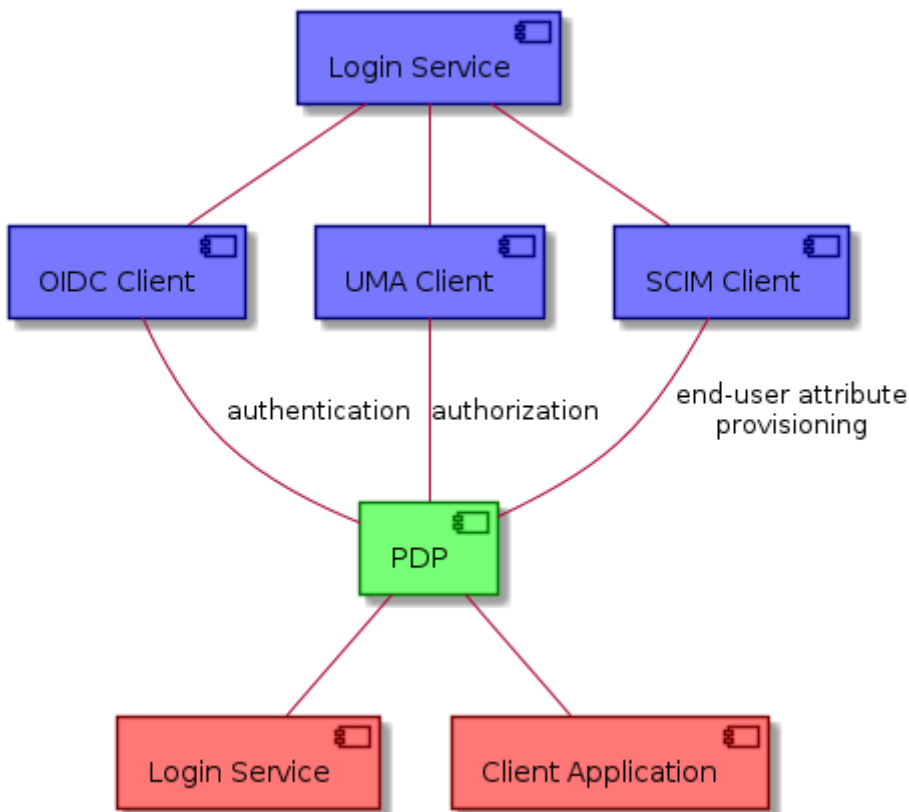 Login Service
OIDC Client
UMA Client
SCIM Client
authentication
authorization
end-user attribute
provisioning
PDP
Login Service
Client Application